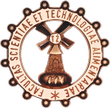 FACULTAS SCIENTIAE ET TECHNOLOGIAE ALIMENTARIAE